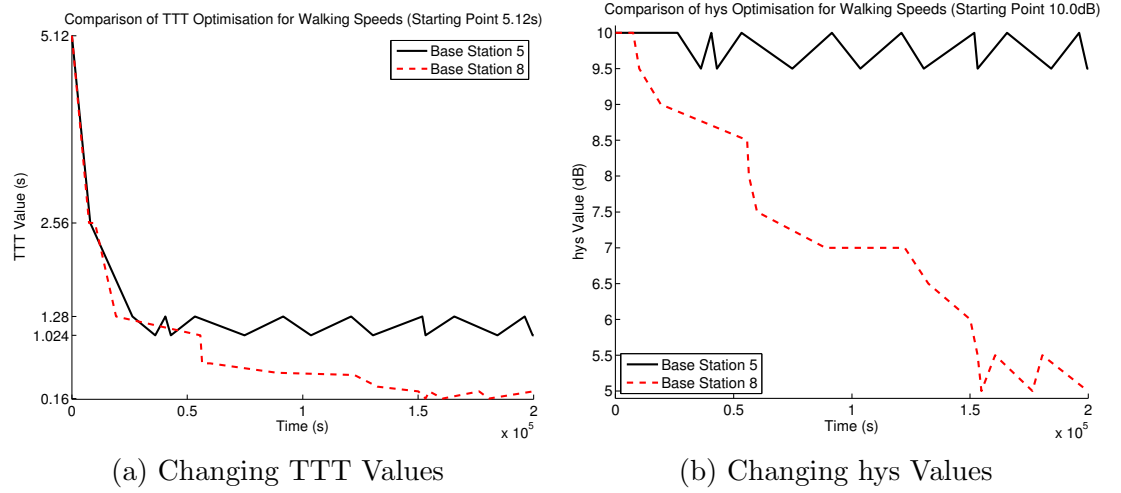 Comparison of TTT Optimisation for Walking Speeds (Starting Point 5.12s)
5.12
2.56
1.28
1.024
0.16
TTT Value (s)
Base Station 5
Base Station 8
0
0.5
1
1.5
2
Time (s)
x 10^5
(a) Changing TTT Values
Comparison of hys Optimisation for Walking Speeds (Starting Point 10.0dB)
10
9.5
9
8.5
8
7.5
7
6.5
6
5.5
5
hys Value (dB)
Base Station 5
Base Station 8
0
0.5
1
1.5
2
Time (s)
x 10^5
(b) Changing hys Values